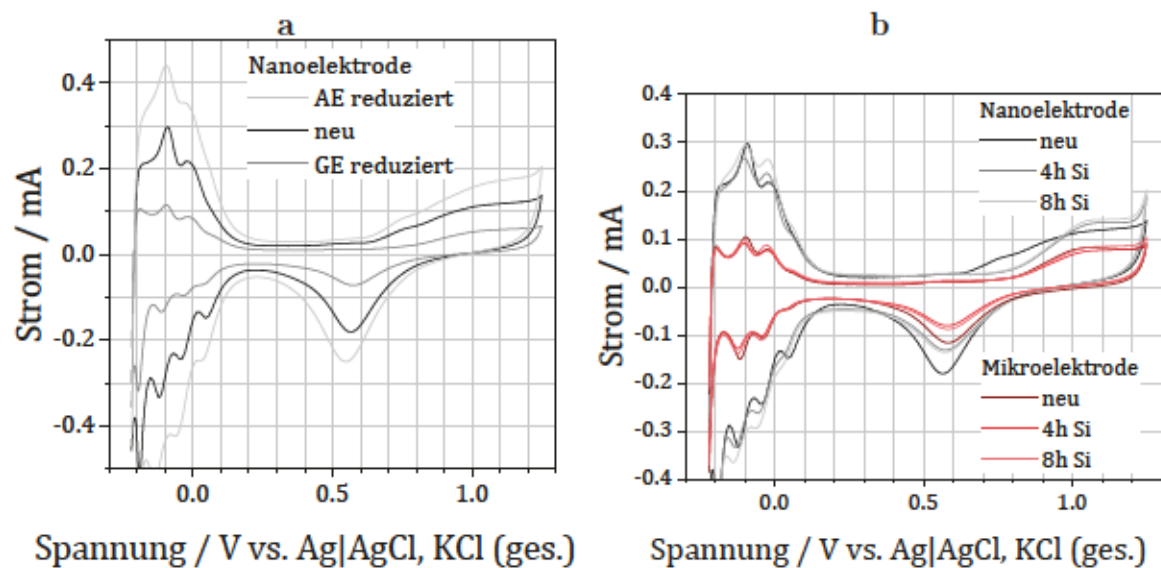 a
Nanoelektrode
AE reduziert
neu
GE reduziert
0.4
0.2
0.0
-0.2
-0.4
Strom / mA
0.0
0.5
1.0
Spannung / V vs. Ag|AgCl, KCl (ges.)
b
Nanoelektrode
neu
4h Si
8h Si
0.4
0.3
0.2
0.1
0.0
-0.1
-0.2
-0.3
-0.4
Strom / mA
Mikroelektrode
neu
4h Si
8h Si
0.0
0.5
1.0
Spannung / V vs. Ag|AgCl, KCl (ges.)